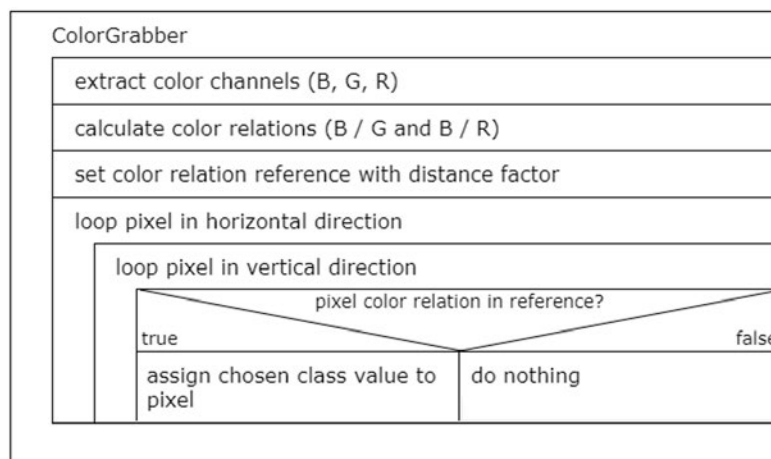 ColorGrabber
extract color channels (B, G, R)
calculate color relations (B / G and B / R)
set color relation reference with distance factor
loop pixel in horizontal direction
loop pixel in vertical direction
pixel color relation in reference?
true
false
assign chosen class value to
pixel
do nothing